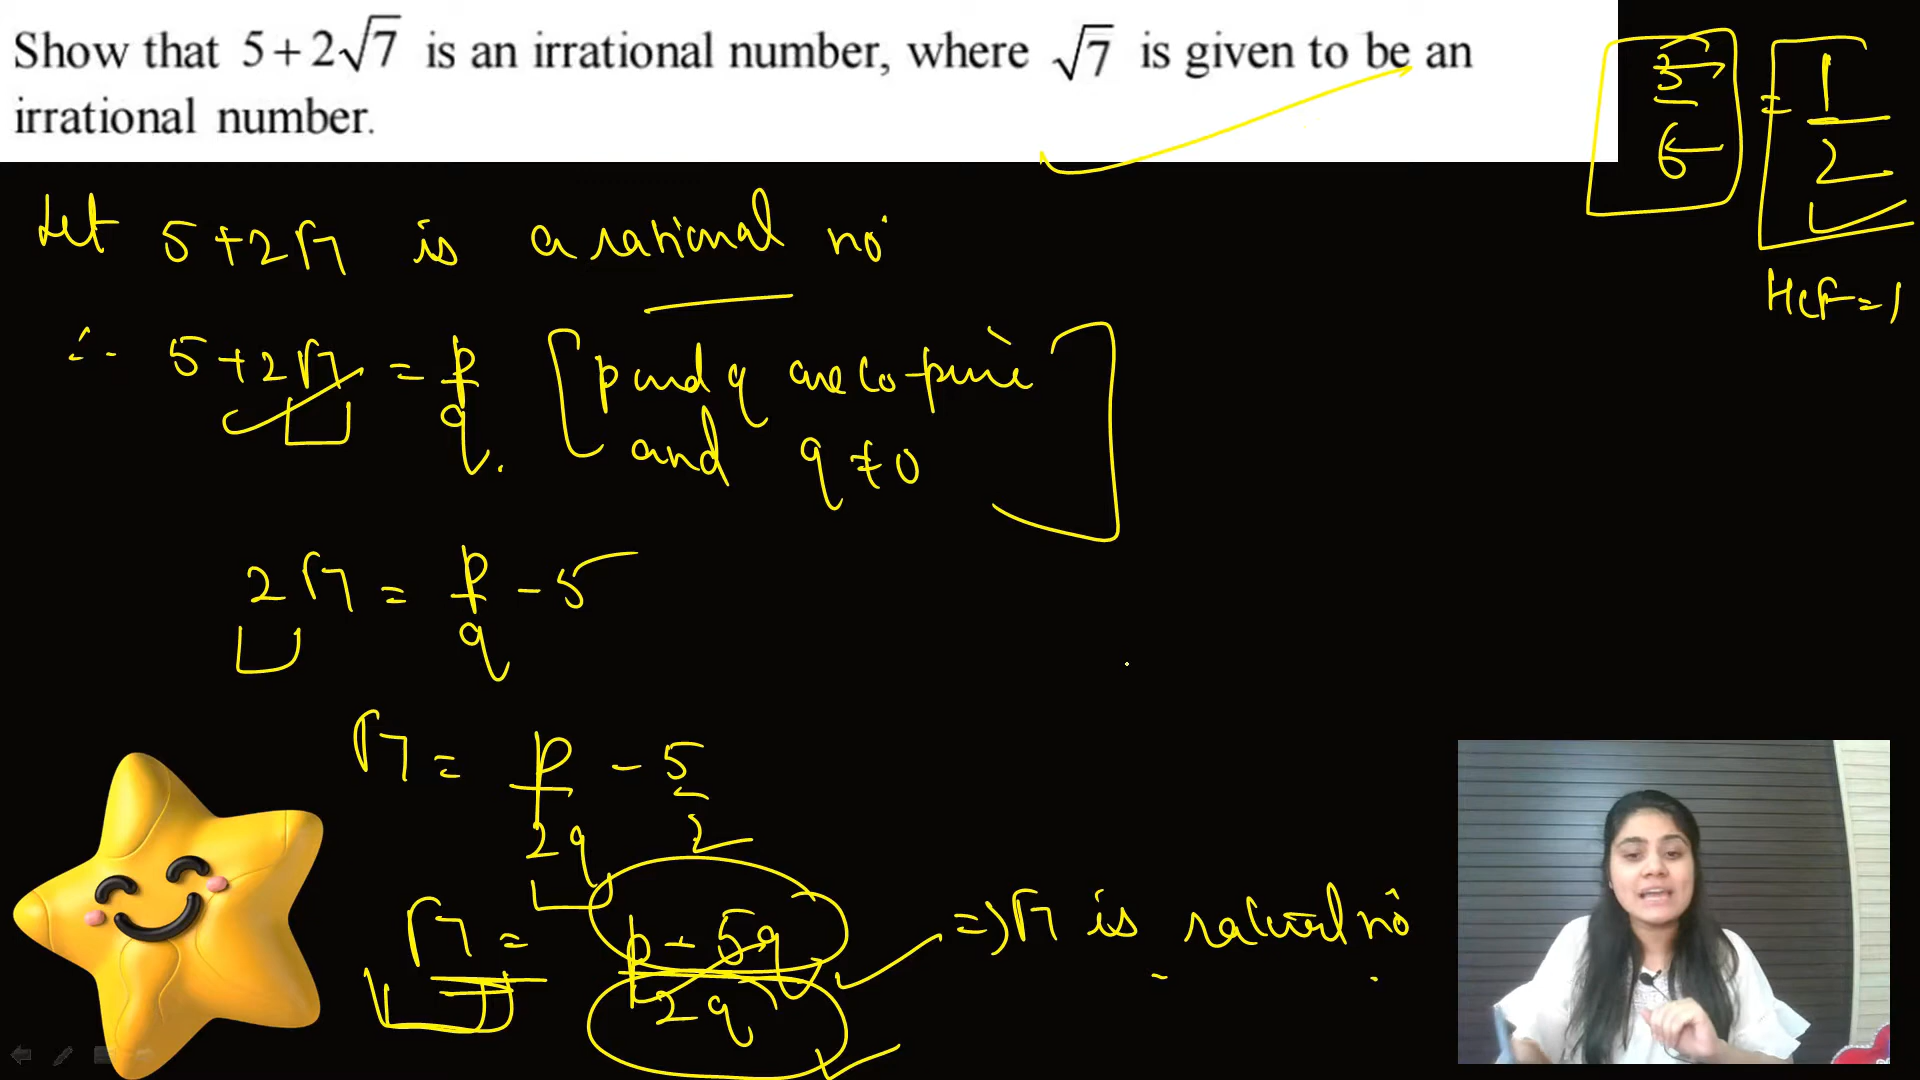 Show that 5+2√7 is an irrational number, where √7 is given to be an
irrational number.
3/6 = 1/2
HCF=1
Let 5+2√7 is a rational no
∴ 5+2√7 = p/q. [p and q are co-prime
and q≠0]
2√7 = p/q - 5
√7 = p/2q - 5/2
√7 = p-5q/2q ⇒ √7 is rational no